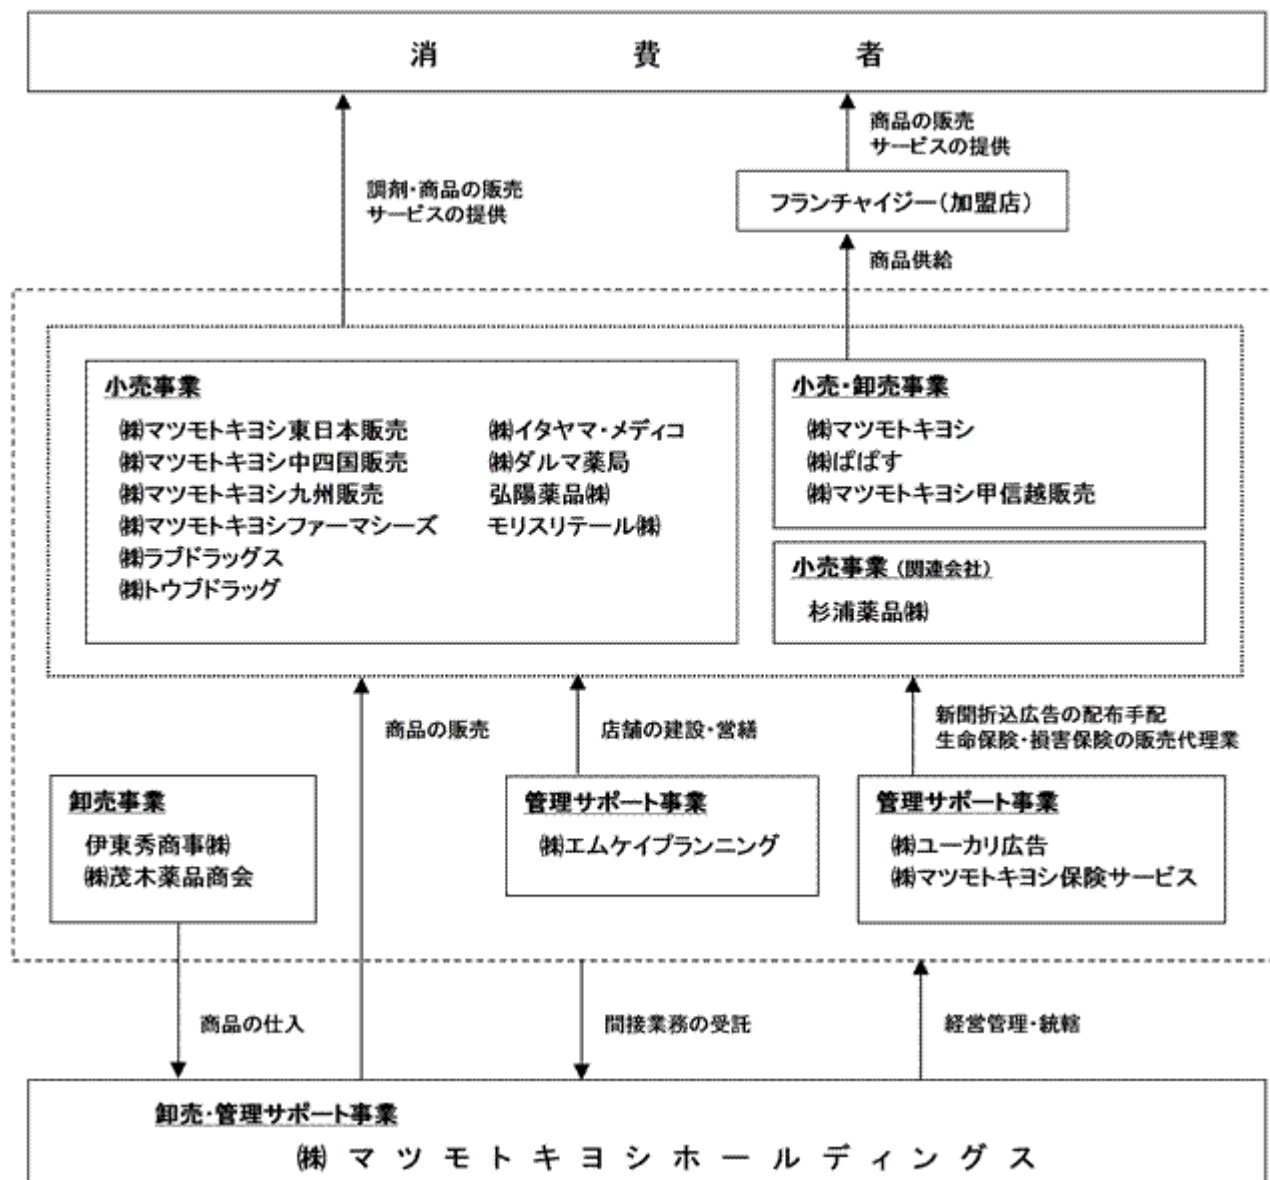 消費者
商品の販売
サービスの提供
調剤・商品の販売
サービスの提供
フランチャイジー(加盟店)
商品供給
小売事業
㈱マツモトキヨシ東日本販売
㈱マツモトキヨシ中四国販売
㈱マツモトキヨシ九州販売
㈱マツモトキヨシファーマシーズ
㈱ラブドラッグス
㈱トウブドラッグ
㈱イタヤマ・メディコ
㈱ダルマ薬局
弘陽薬品㈱
モリスリテール㈱
小売・卸売事業
㈱マツモトキヨシ
㈱ぱぱす
㈱マツモトキヨシ甲信越販売
小売事業(関連会社)
杉浦薬品㈱
商品の販売
店舗の建設・営繕
新聞折込広告の配布手配
生命保険・損害保険の販売代理業
卸売事業
伊東秀商事㈱
㈱茂木薬品商会
管理サポート事業
㈱エムケイプランニング
管理サポート事業
㈱ユーカリ広告
㈱マツモトキヨシ保険サービス
商品の仕入
間接業務の受託
経営管理・統轄
卸売・管理サポート事業
㈱マツモトキヨシホールディングス